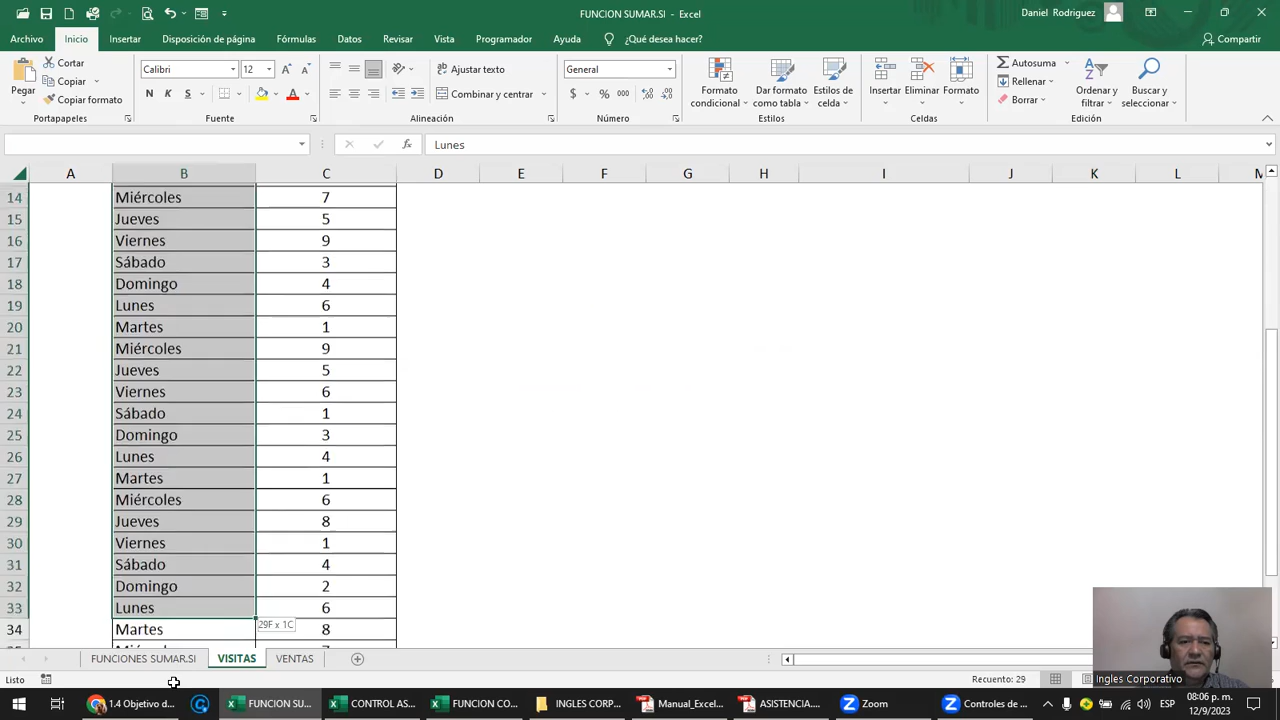 FUNCION SUMAR.SI - Excel
Daniel Rodriguez
Archivo Inicio Insertar Disposición de página Fórmulas Datos Revisar Vista Programador Ayuda ¿Qué desea hacer? Compartir
Pegar
Cortar
Copiar
Copiar formato
Portapapeles
Calibri 12
N K S
Fuente
Ajustar texto
Combinar y centrar
Alineación
General
$ % 000
Número
Formato condicional
Dar formato como tabla
Estilos de celda
Estilos
Insertar Eliminar Formato
Celdas
Autosuma
Rellenar
Borrar
Ordenar y filtrar
Buscar y seleccionar
Edición
Lunes
A B C D E F G H I J K L M
14 Miércoles 7
15 Jueves 5
16 Viernes 9
17 Sábado 3
18 Domingo 4
19 Lunes 6
20 Martes 1
21 Miércoles 9
22 Jueves 5
23 Viernes 6
24 Sábado 1
25 Domingo 3
26 Lunes 4
27 Martes 1
28 Miércoles 6
29 Jueves 8
30 Viernes 1
31 Sábado 4
32 Domingo 2
33 Lunes 6
29F x 1C
34 Martes 8
FUNCIONES SUMAR.SI VISITAS VENTAS
Listo
Recuento: 29
Ingles Corporativo
1.4 Objetivo d...
FUNCION SU...
CONTROL AS...
FUNCION CO...
INGLES CORP...
Manual_Excel...
ASISTENCIA....
Zoom
Controles de ...
ESP
08:06 p. m.
12/9/2023